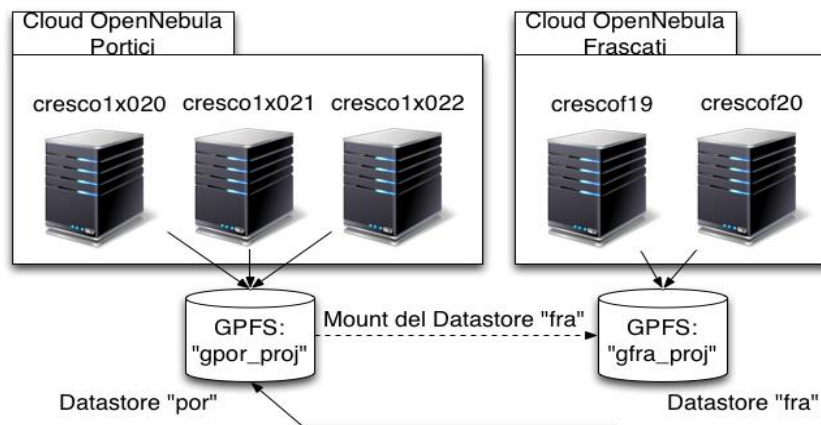 Cloud OpenNebula
Portici
Cloud OpenNebula
Frascati
cresco1x020 cresco1x021 cresco1x022
crescof19 crescof20
GPFS:
"gpor_proj"
Mount del Datastore "fra"
GPFS:
"gfra_proj"
Datastore "por"
Datastore "fra"